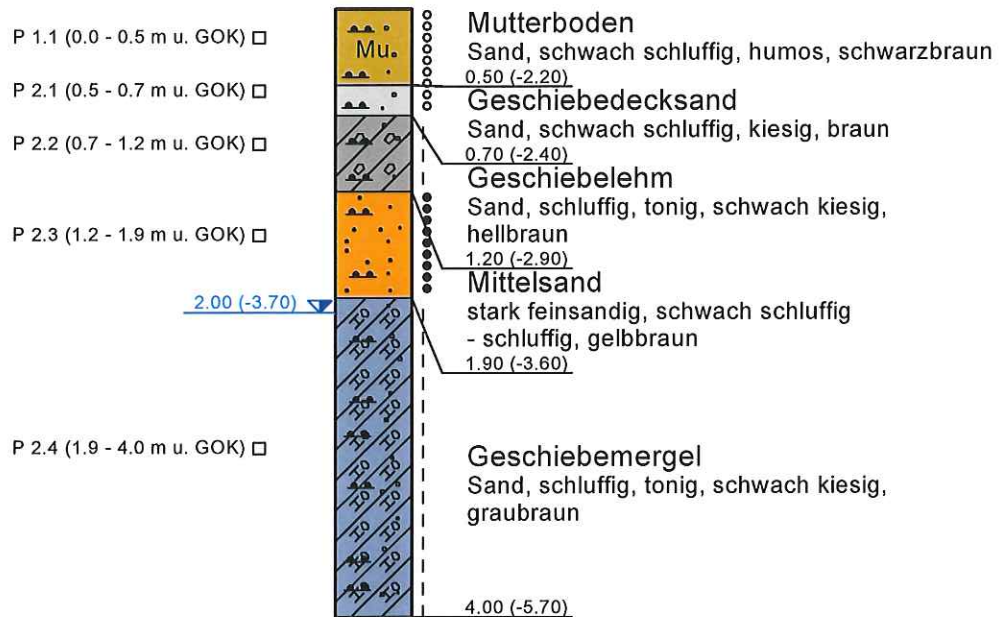 P 1.1 (0.0 - 0.5 m u. GOK)
Mu.
Mutterboden
Sand, schwach schluffig, humos, schwarzbraun
0.50 (-2.20)
P 2.1 (0.5 - 0.7 m u. GOK)
Geschiebedecksand
Sand, schwach schluffig, kiesig, braun
0.70 (-2.40)
P 2.2 (0.7 - 1.2 m u. GOK)
Geschiebelehm
Sand, schluffig, tonig, schwach kiesig,
hellbraun
1.20 (-2.90)
P 2.3 (1.2 - 1.9 m u. GOK)
Mittelsand
stark feinsandig, schwach schluffig
- schluffig, gelbbraun
1.90 (-3.60)
2.00 (-3.70)
P 2.4 (1.9 - 4.0 m u. GOK)
Geschiebemergel
Sand, schluffig, tonig, schwach kiesig,
graubraun
4.00 (-5.70)